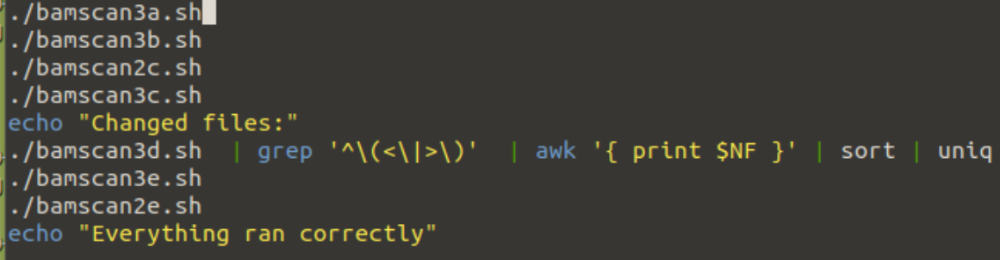 ./bamscan3a.sh
./bamscan3b.sh
./bamscan2c.sh
./bamscan3c.sh
echo "Changed files:"
./bamscan3d.sh  | grep '^\(<\|>\)'  | awk '{ print $NF }' | sort | uniq
./bamscan3e.sh
./bamscan2e.sh
echo "Everything ran correctly"